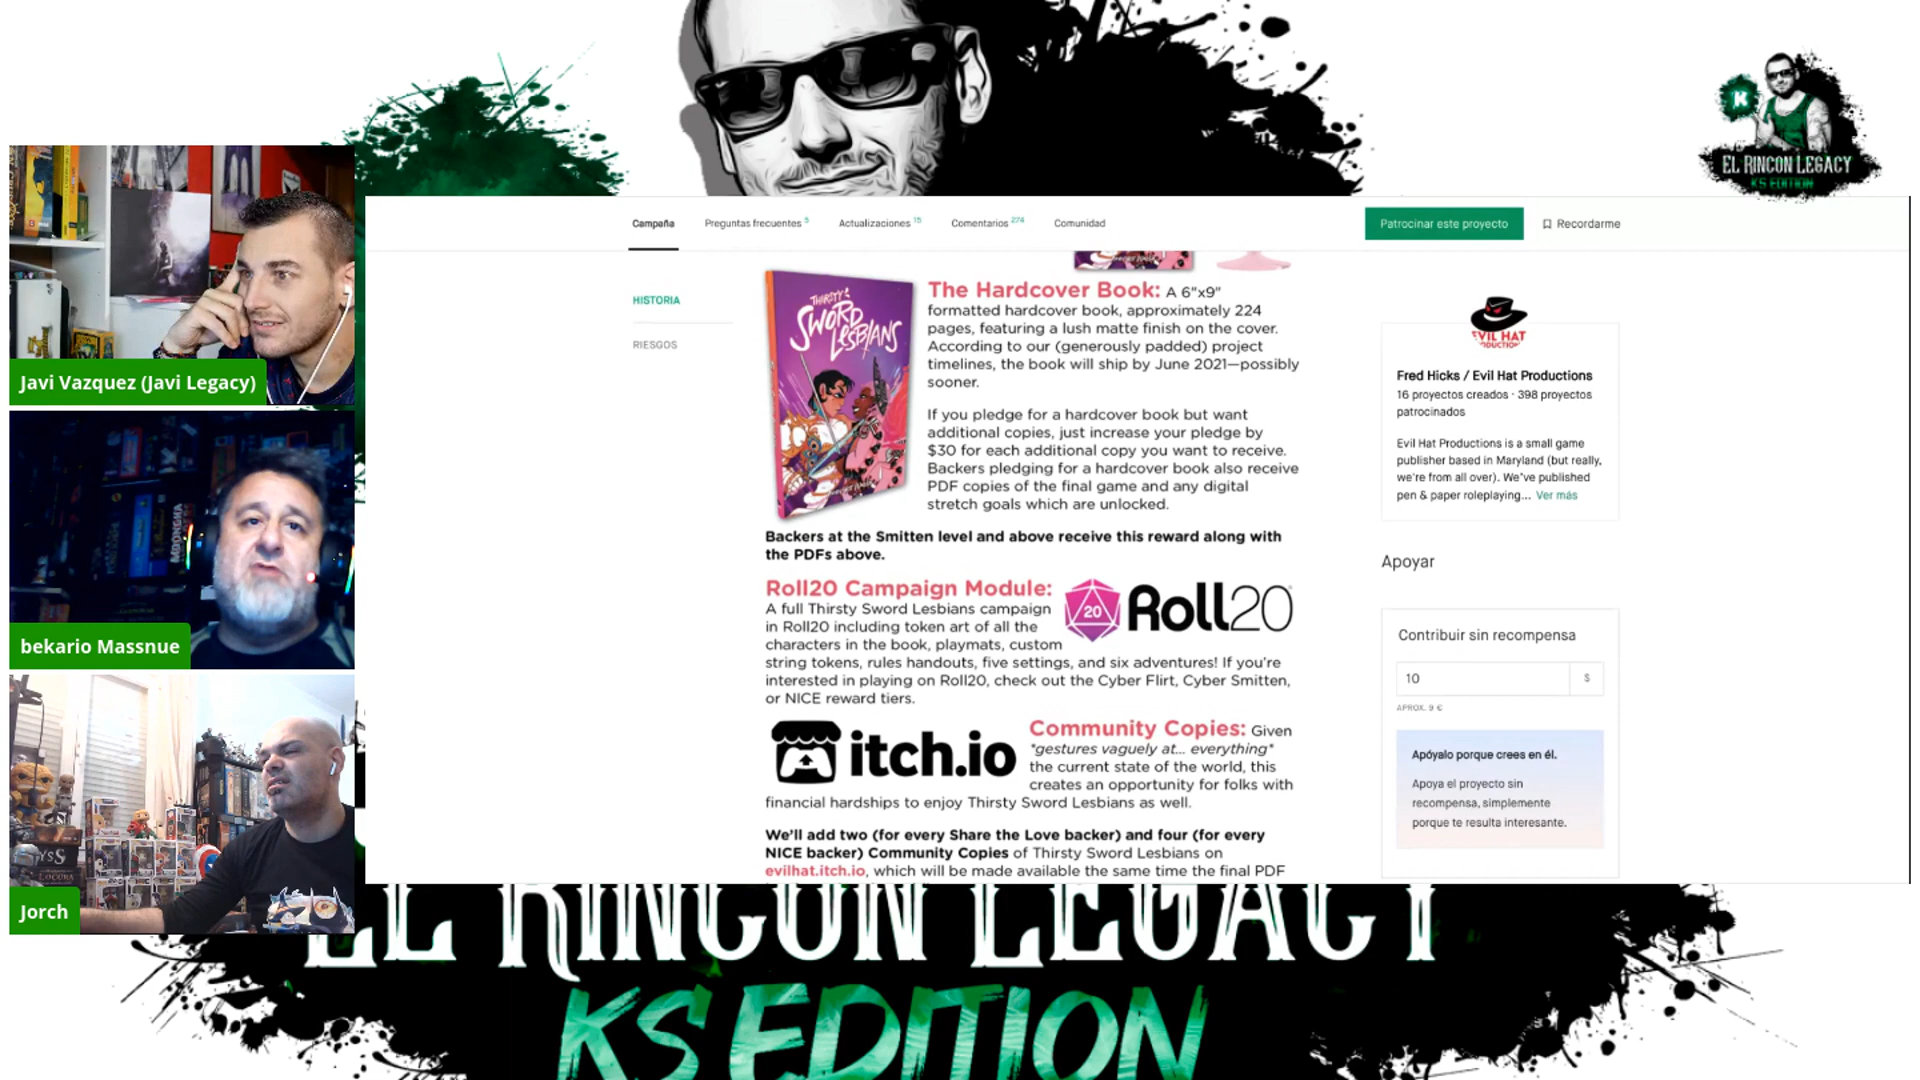 EL RINCON LEGACY
KS EDITION
Campaña
Preguntas frecuentes 5
Actualizaciones 15
Comentarios 274
Comunidad
Patrocinar este proyecto
Recordarme
HISTORIA
RIESGOS
THIRSTY
SWORD
LESBIANS
The Hardcover Book: A 6"x9"
formatted hardcover book, approximately 224
pages, featuring a lush matte finish on the cover.
According to our (generously padded) project
timelines, the book will ship by June 2021—possibly
sooner.
If you pledge for a hardcover book but want
additional copies, just increase your pledge by
$30 for each additional copy you want to receive.
Backers pledging for a hardcover book also receive
PDF copies of the final game and any digital
stretch goals which are unlocked.
Backers at the Smitten level and above receive this reward along with
the PDFs above.
Roll20 Campaign Module:
A full Thirsty Sword Lesbians campaign
in Roll20 including token art of all the
characters in the book, playmats, custom
string tokens, rules handouts, five settings, and six adventures! If you're
interested in playing on Roll20, check out the Cyber Flirt, Cyber Smitten,
or NICE reward tiers.
20
Roll20
itch.io
Community Copies: Given
*gestures vaguely at... everything*
the current state of the world, this
creates an opportunity for folks with
financial hardships to enjoy Thirsty Sword Lesbians as well.
We'll add two (for every Share the Love backer) and four (for every
NICE backer) Community Copies of Thirsty Sword Lesbians on
evilhat.itch.io, which will be made available the same time the final PDF
EVIL HAT
PRODUCTIONS
Fred Hicks / Evil Hat Productions
16 proyectos creados · 398 proyectos
patrocinados
Evil Hat Productions is a small game
publisher based in Maryland (but really,
we're from all over). We've published
pen & paper roleplaying... Ver más
Apoyar
Contribuir sin recompensa
10
$
APROX. 9 €
Apóyalo porque crees en él.
Apoya el proyecto sin
recompensa, simplemente
porque te resulta interesante.
Javi Vazquez (Javi Legacy)
bekario Massnue
Jorch
EL RINCON LEGACY
KS EDITION